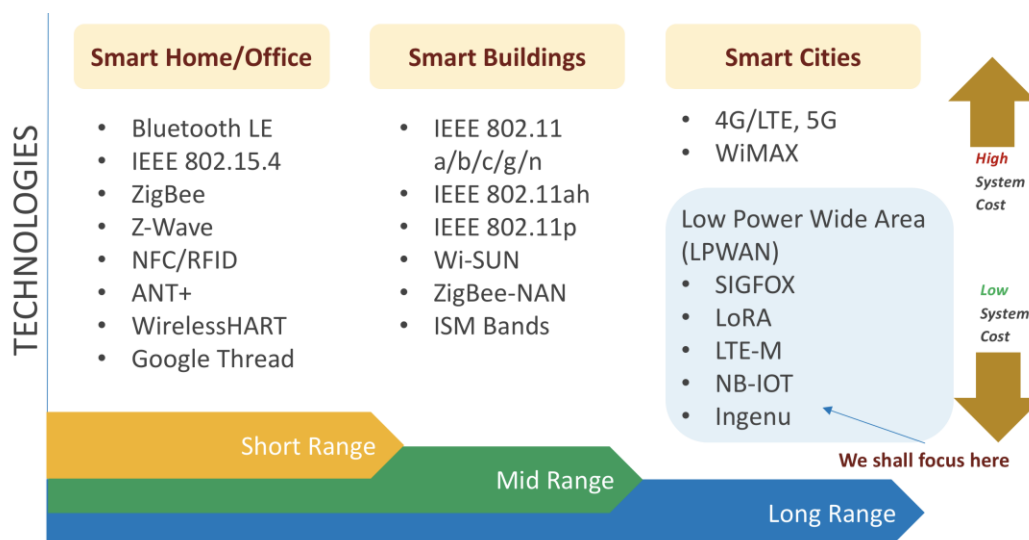 TECHNOLOGIES
Smart Home/Office
• Bluetooth LE
• IEEE 802.15.4
• ZigBee
• Z-Wave
• NFC/RFID
• ANT+
• WirelessHART
• Google Thread
Smart Buildings
• IEEE 802.11
a/b/c/g/n
• IEEE 802.11ah
• IEEE 802.11p
• Wi-SUN
• ZigBee-NAN
• ISM Bands
Smart Cities
• 4G/LTE, 5G
• WiMAX
Low Power Wide Area
(LPWAN)
• SIGFOX
• LoRA
• LTE-M
• NB-IOT
• Ingenu
High
System
Cost
Low
System
Cost
We shall focus here
Short Range
Mid Range
Long Range